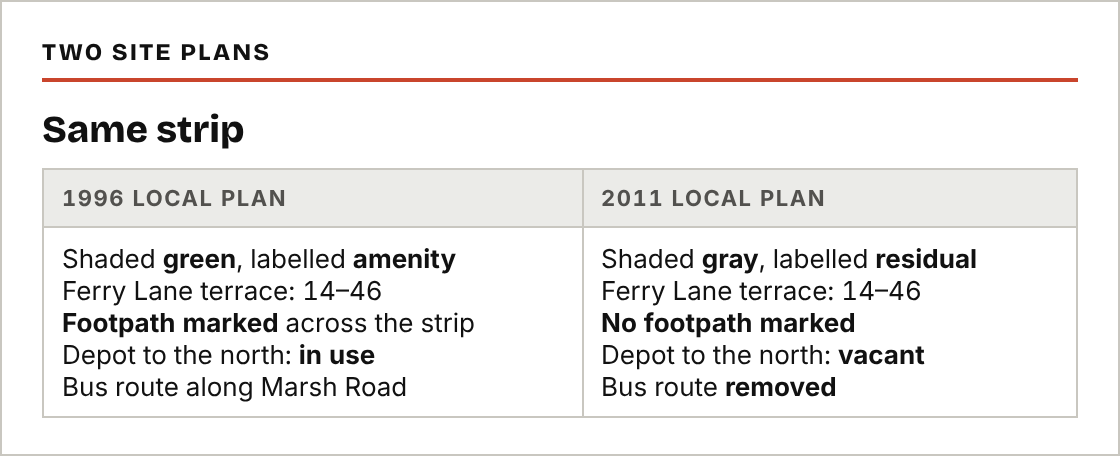 TWO SITE PLANS
Same strip
1996 LOCAL PLAN
Shaded green, labelled amenity
Ferry Lane terrace: 14–46
Footpath marked across the strip
Depot to the north: in use
Bus route along Marsh Road
2011 LOCAL PLAN
Shaded gray, labelled residual
Ferry Lane terrace: 14–46
No footpath marked
Depot to the north: vacant
Bus route removed